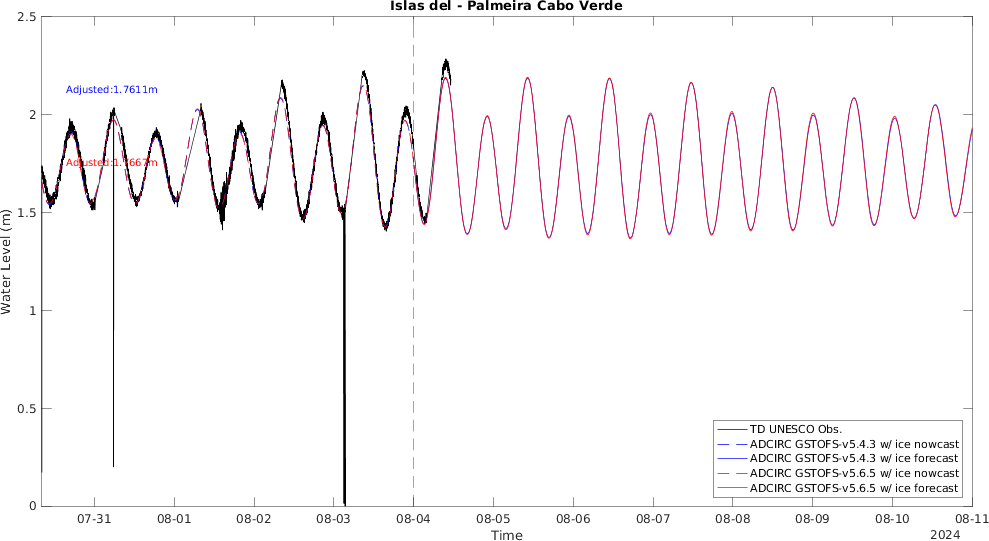 Islas del - Palmeira Cabo Verde
2.5
Adjusted:1.7611m
2
Adjusted:1.7667m
1.5
Water Level (m)
1
0.5
0
TD UNESCO Obs.
ADCIRC GSTOFS-v5.4.3 w/ ice nowcast
ADCIRC GSTOFS-v5.4.3 w/ ice forecast
ADCIRC GSTOFS-v5.6.5 w/ ice nowcast
ADCIRC GSTOFS-v5.6.5 w/ ice forecast
07-31 08-01 08-02 08-03 08-04 08-05 08-06 08-07 08-08 08-09 08-10 08-11
Time
2024